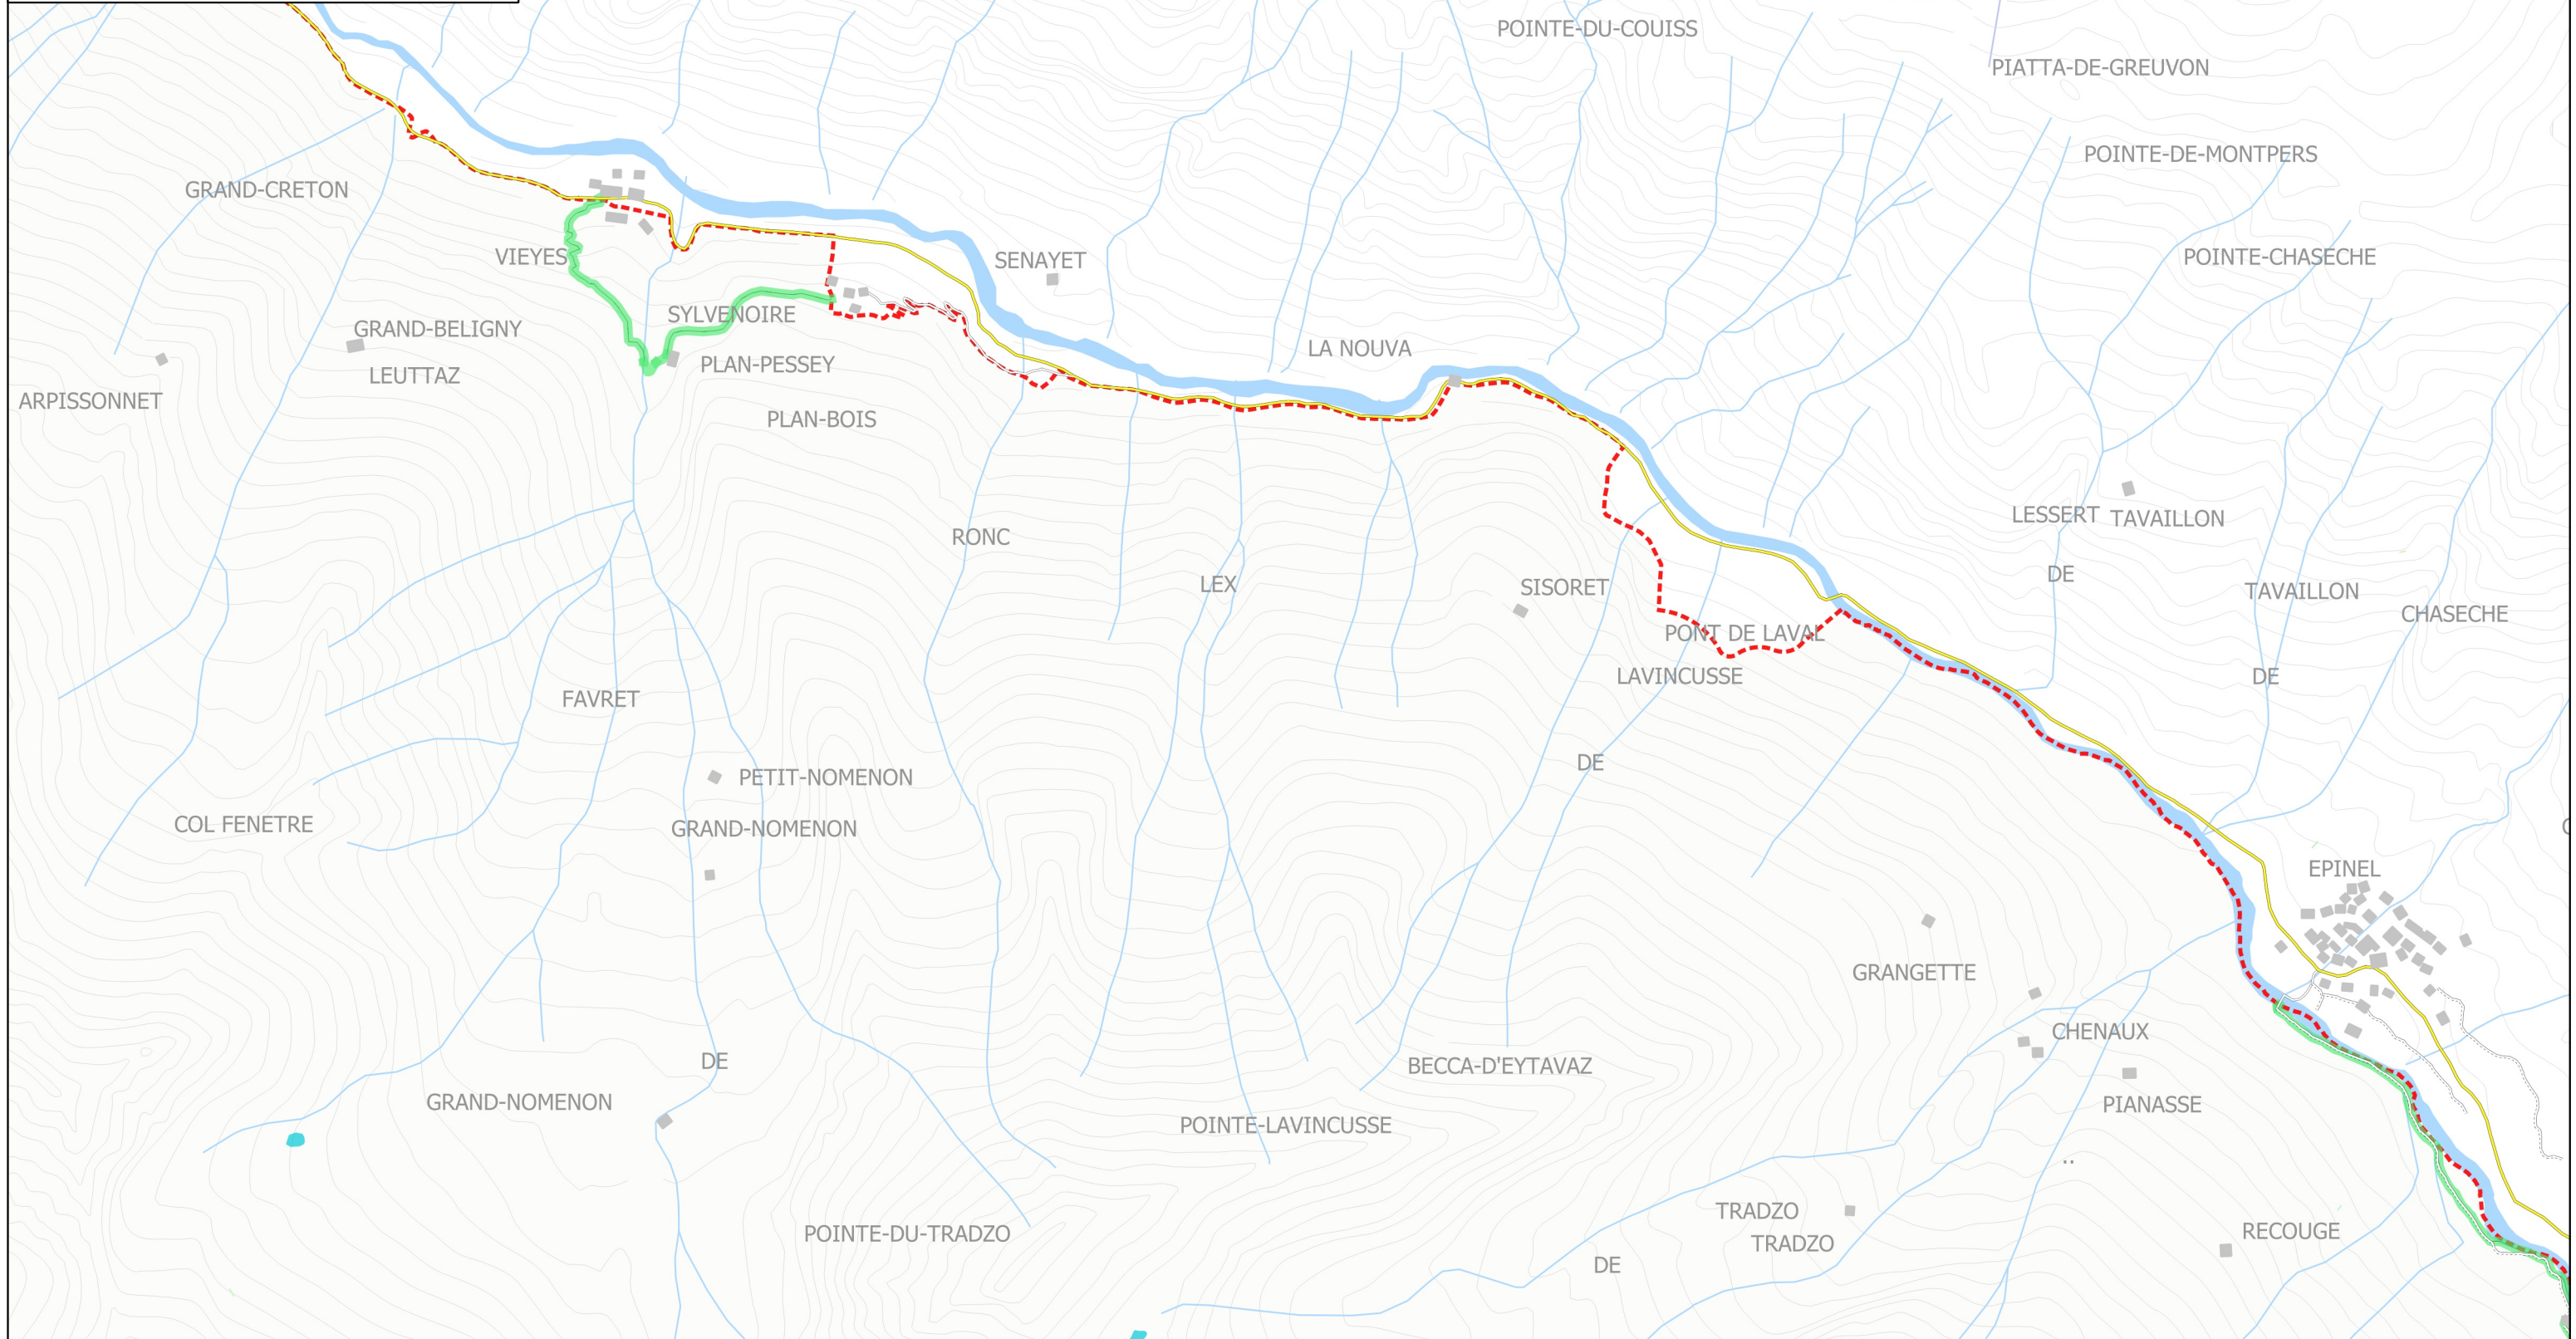 POINTE-DU-COUISS
PIATTA-DE-GREUVON
POINTE-DE-MONTPERS
GRAND-CRETON
VIEYES
SENAYET
POINTE-CHASECHE
SYLVENOIRE
GRAND-BELIGNY
LA NOUVA
PLAN-PESSEY
LEUTTAZ
ARPISSONNET
PLAN-BOIS
LESSERT
TAVAILLON
RONC
DE
LEX
SISORET
TAVAILLON
CHASECHE
PONT DE LAVAL
LAVINCUSSE
DE
FAVRET
DE
PETIT-NOMENON
COL FENETRE
GRAND-NOMENON
EPINEL
GRANGETTE
CHENAUX
DE
BECCA-D'EYTAVAZ
GRAND-NOMENON
PIANASSE
POINTE-LAVINCUSSE
..
TRADZO
POINTE-DU-TRADZO
RECOUGE
TRADZO
DE